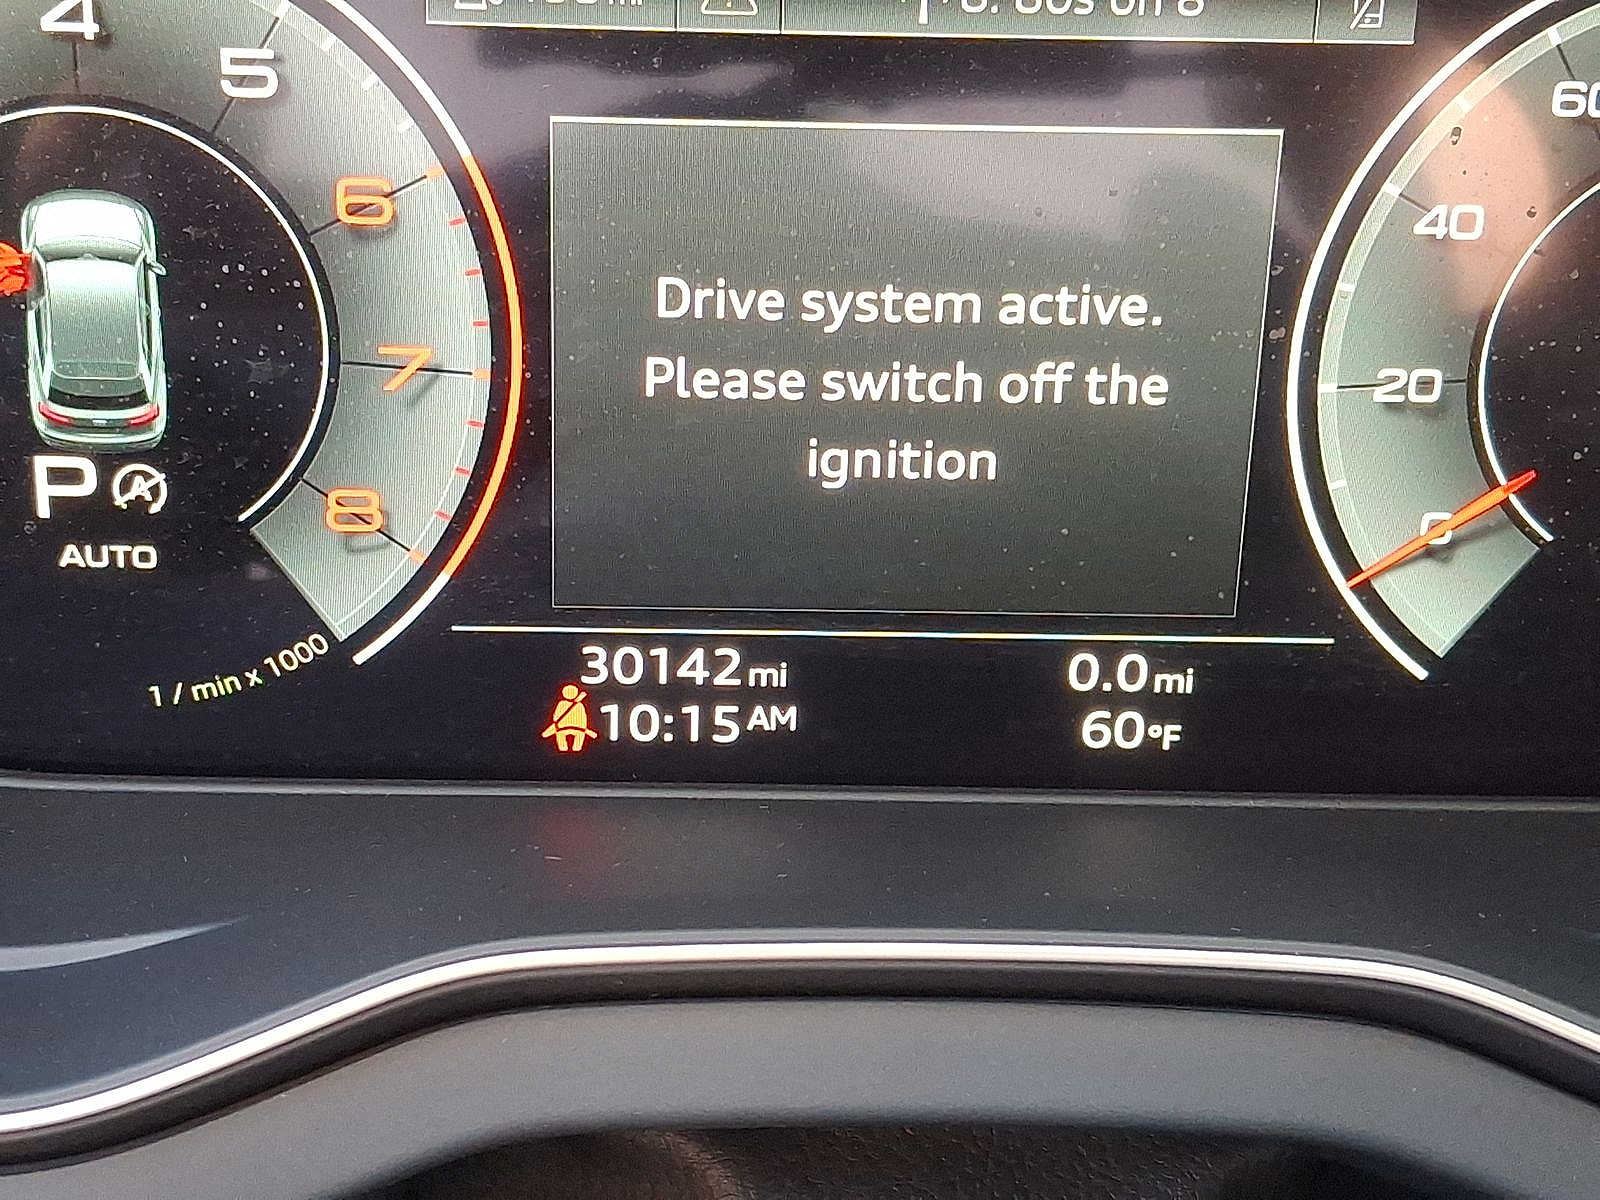 4
5
6
7
8
1 / min x 1000
P A
AUTO
Drive system active.
Please switch off the
ignition
30142 mi
10:15 AM
0.0 mi
60°F
60
40
20
0